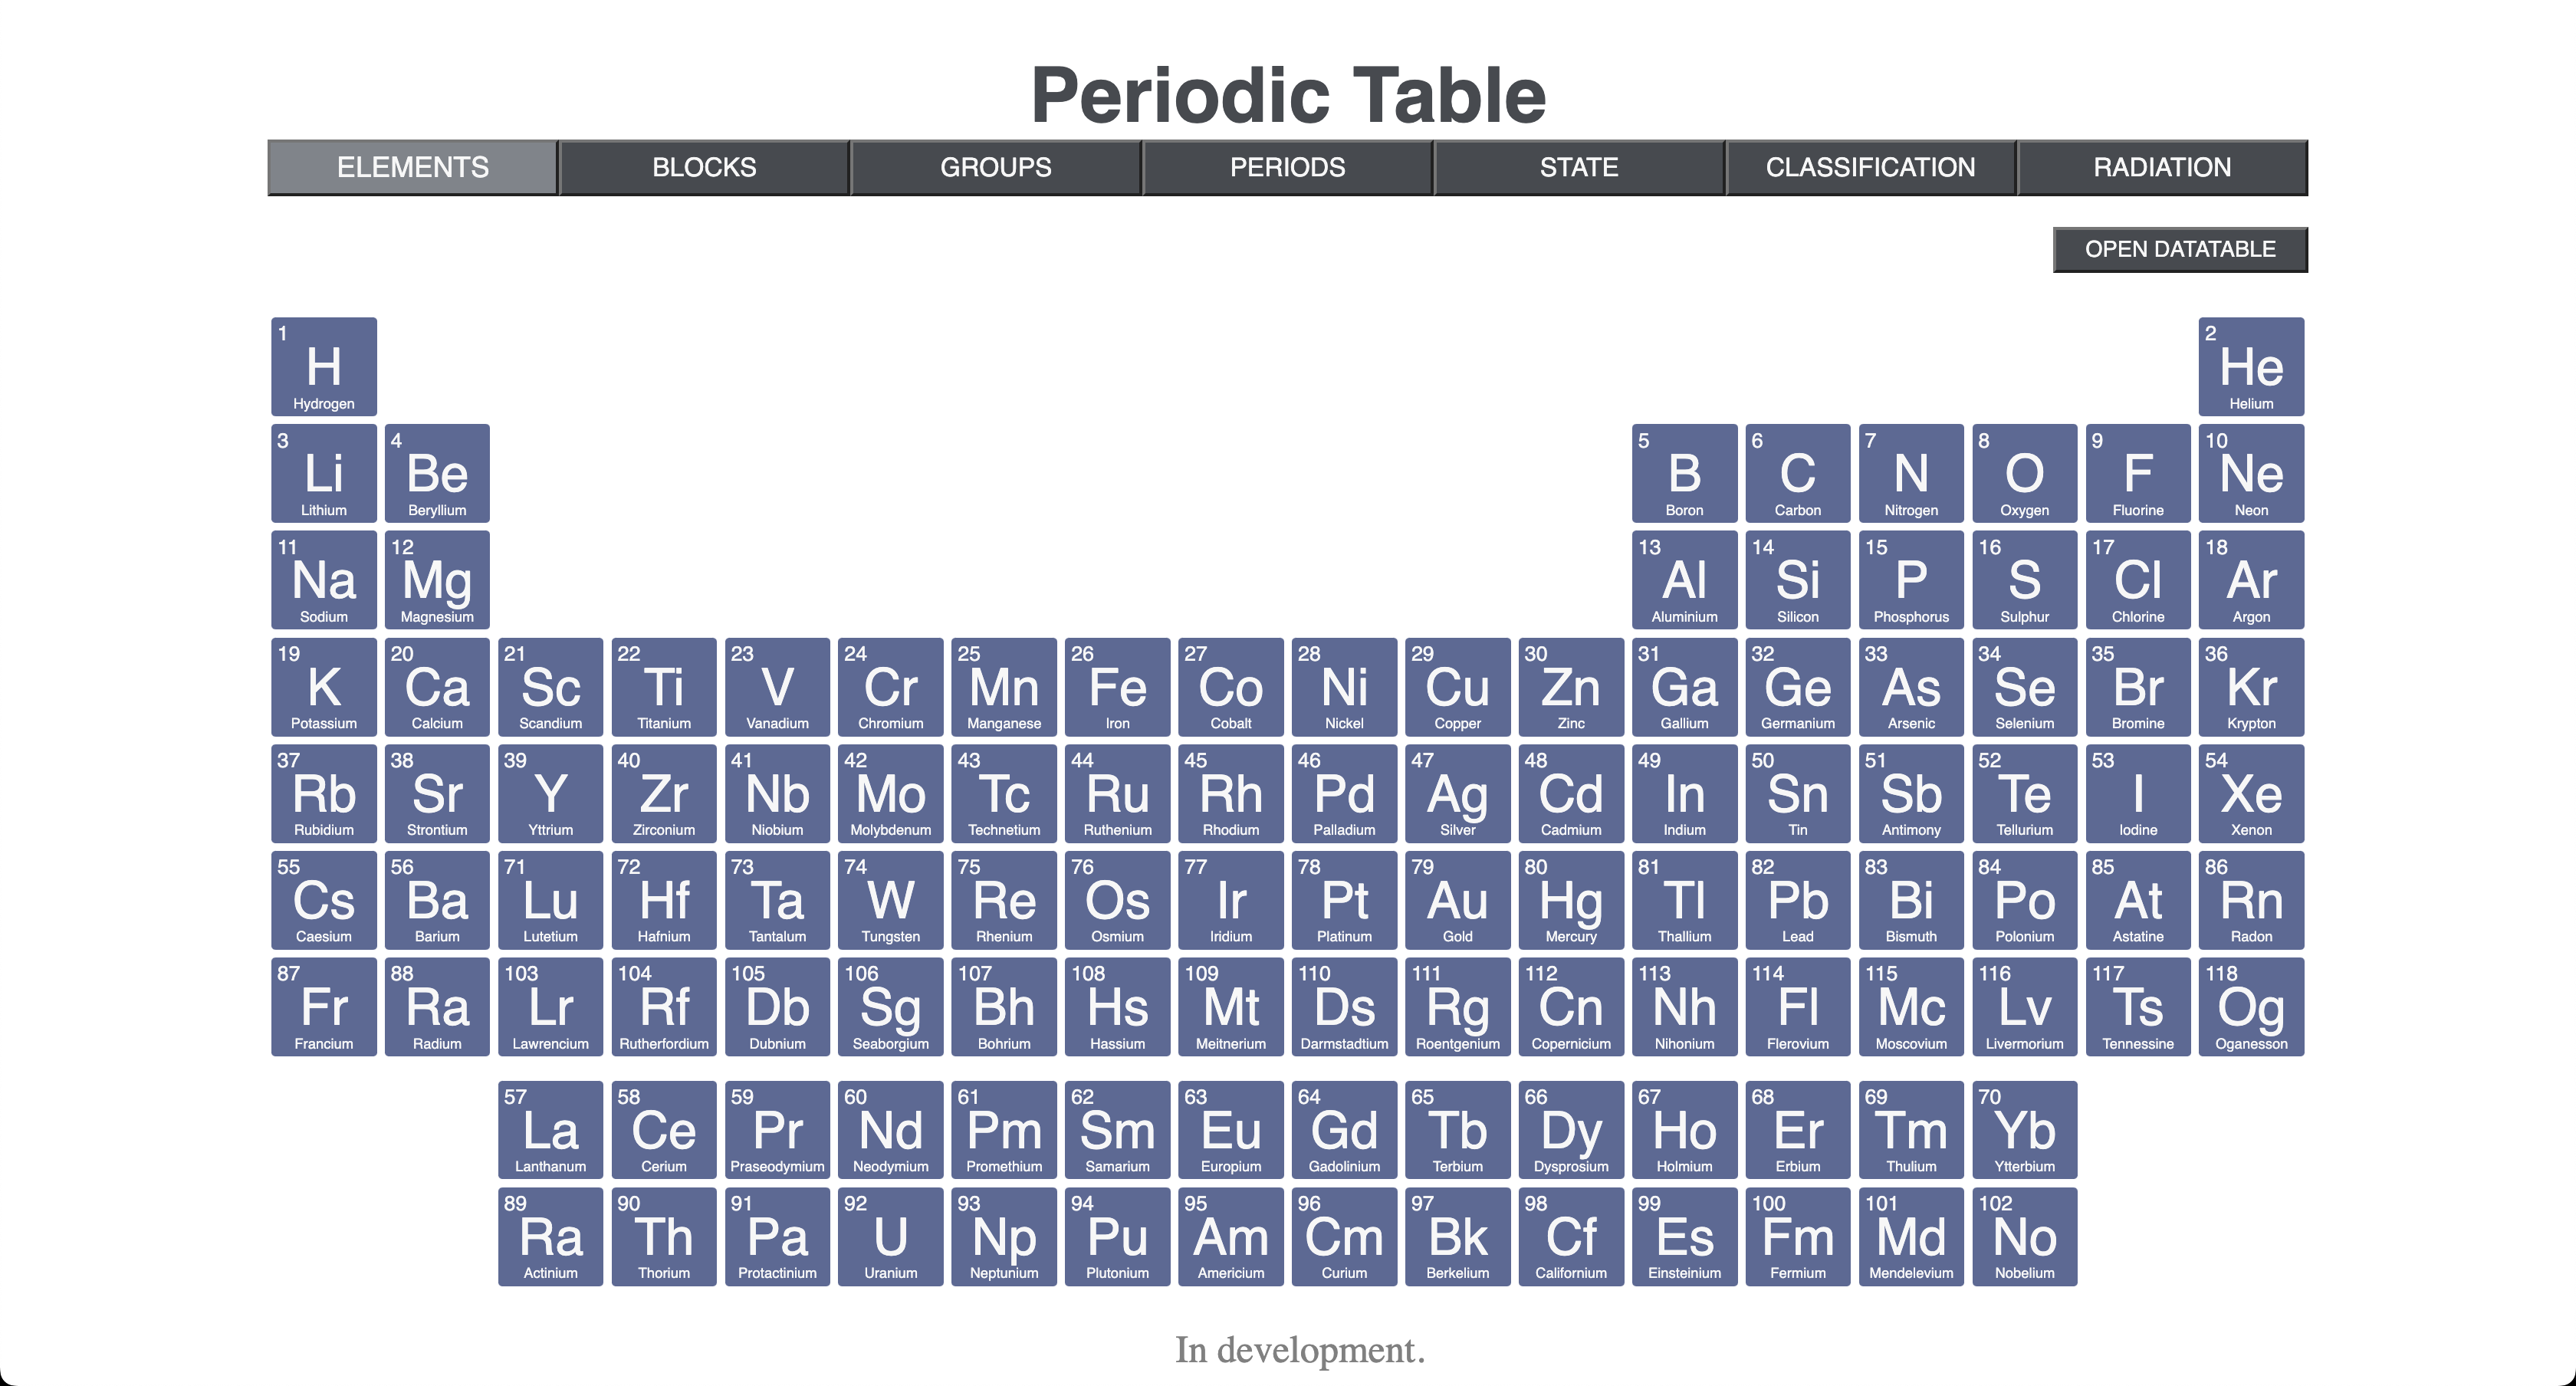 Periodic Table
ELEMENTS BLOCKS GROUPS PERIODS STATE CLASSIFICATION RADIATION
OPEN DATATABLE
1 2
H He
Hydrogen Helium
3 4 5 6 7 8 9 10
Li Be B C N O F Ne
Lithium Beryllium Boron Carbon Nitrogen Oxygen Fluorine Neon
11 12 13 14 15 16 17 18
Na Mg Al Si P S Cl Ar
Sodium Magnesium Aluminium Silicon Phosphorus Sulphur Chlorine Argon
19 20 21 22 23 24 25 26 27 28 29 30 31 32 33 34 35 36
K Ca Sc Ti V Cr Mn Fe Co Ni Cu Zn Ga Ge As Se Br Kr
Potassium Calcium Scandium Titanium Vanadium Chromium Manganese Iron Cobalt Nickel Copper Zinc Gallium Germanium Arsenic Selenium Bromine Krypton
37 38 39 40 41 42 43 44 45 46 47 48 49 50 51 52 53 54
Rb Sr Y Zr Nb Mo Tc Ru Rh Pd Ag Cd In Sn Sb Te I Xe
Rubidium Strontium Yttrium Zirconium Niobium Molybdenum Technetium Ruthenium Rhodium Palladium Silver Cadmium Indium Tin Antimony Tellurium Iodine Xenon
55 56 71 72 73 74 75 76 77 78 79 80 81 82 83 84 85 86
Cs Ba Lu Hf Ta W Re Os Ir Pt Au Hg Tl Pb Bi Po At Rn
Caesium Barium Lutetium Hafnium Tantalum Tungsten Rhenium Osmium Iridium Platinum Gold Mercury Thallium Lead Bismuth Polonium Astatine Radon
87 88 103 104 105 106 107 108 109 110 111 112 113 114 115 116 117 118
Fr Ra Lr Rf Db Sg Bh Hs Mt Ds Rg Cn Nh Fl Mc Lv Ts Og
Francium Radium Lawrencium Rutherfordium Dubnium Seaborgium Bohrium Hassium Meitnerium Darmstadtium Roentgenium Copernicium Nihonium Flerovium Moscovium Livermorium Tennessine Oganesson
57 58 59 60 61 62 63 64 65 66 67 68 69 70
La Ce Pr Nd Pm Sm Eu Gd Tb Dy Ho Er Tm Yb
Lanthanum Cerium Praseodymium Neodymium Promethium Samarium Europium Gadolinium Terbium Dysprosium Holmium Erbium Thulium Ytterbium
89 90 91 92 93 94 95 96 97 98 99 100 101 102
Ra Th Pa U Np Pu Am Cm Bk Cf Es Fm Md No
Actinium Thorium Protactinium Uranium Neptunium Plutonium Americium Curium Berkelium Californium Einsteinium Fermium Mendelevium Nobelium
In development.